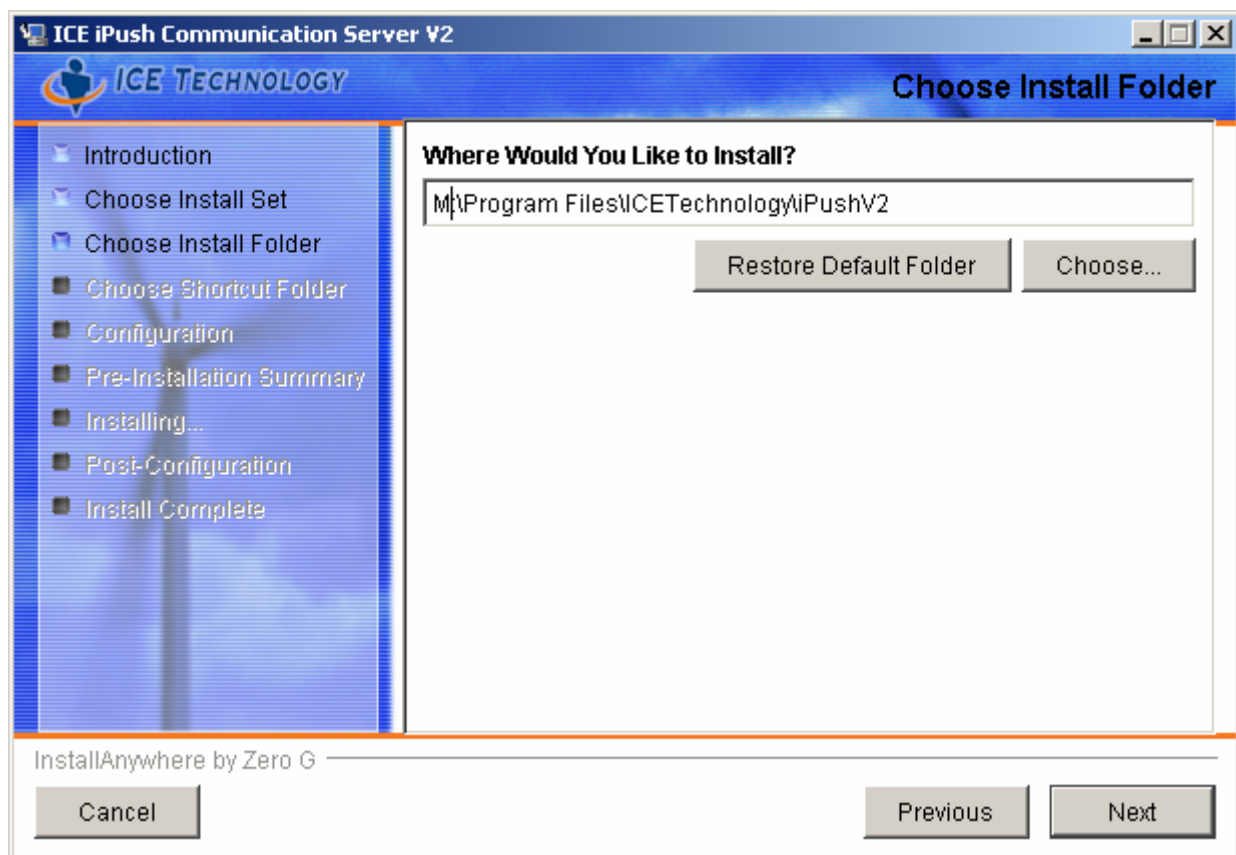 ICE iPush Communication Server V2
ICE TECHNOLOGY
Choose Install Folder
Introduction
Choose Install Set
Choose Install Folder
Choose Shortcut Folder
Configuration
Pre-Installation Summary
Installing...
Post-Configuration
Install Complete
Where Would You Like to Install?
M:\Program Files\ICETechnology\iPushV2
Restore Default Folder
Choose...
InstallAnywhere by Zero G
Cancel
Previous
Next